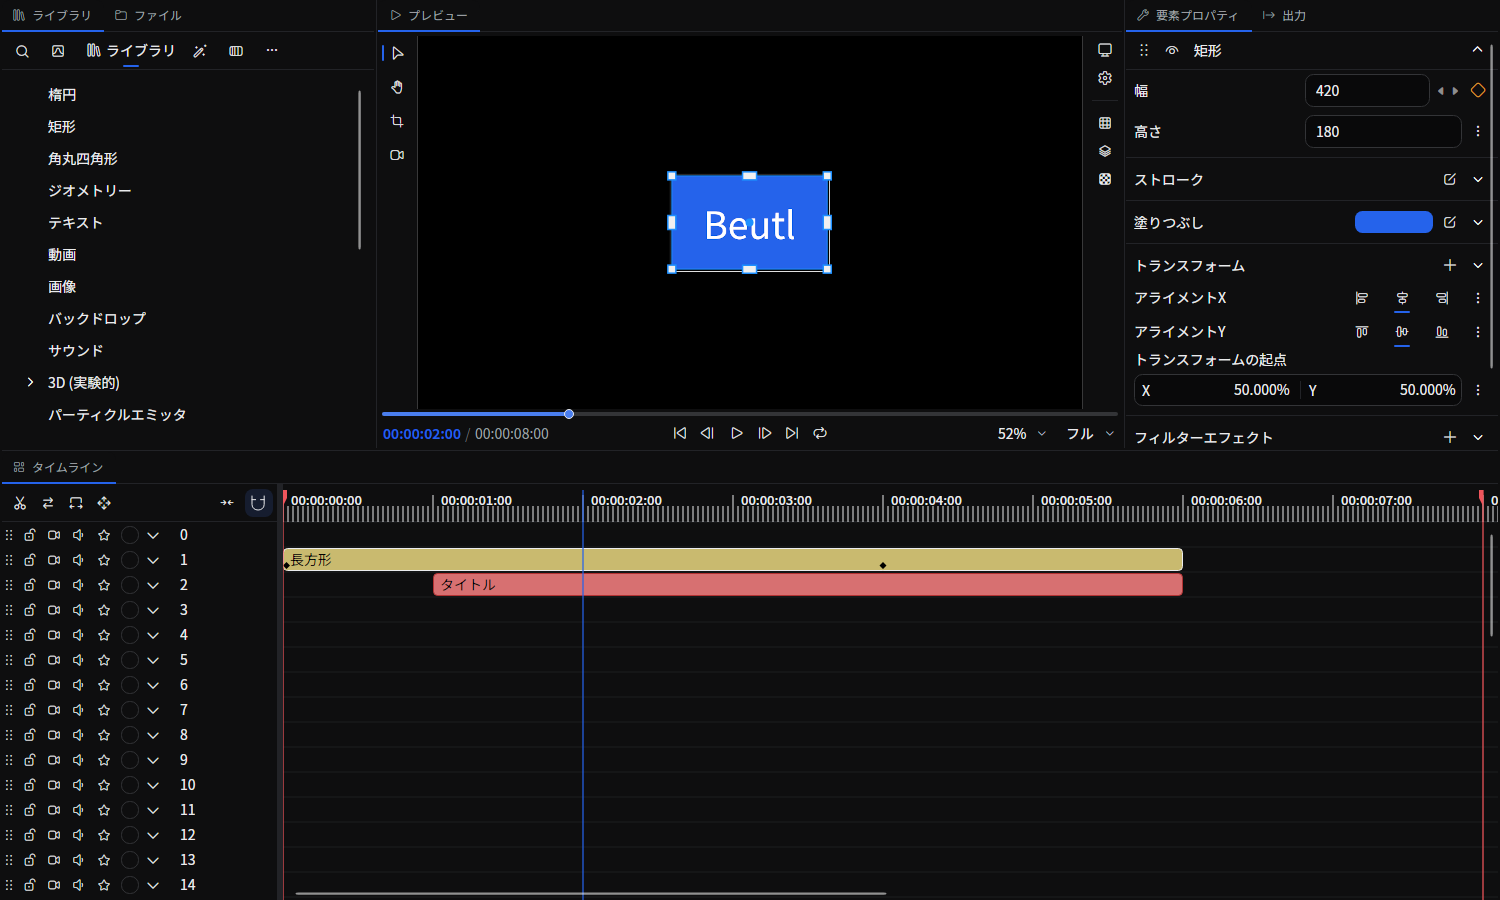 ライブラリ
ファイル
プレビュー
要素プロパティ
出力
ライブラリ
楕円
矩形
角丸四角形
ジオメトリー
テキスト
動画
画像
バックドロップ
サウンド
3D (実験的)
パーティクルエミッタ
Beutl
00:00:02:00 / 00:00:08:00
52%
フル
矩形
幅 420
高さ 180
ストローク
塗りつぶし
トランスフォーム
アライメントX
アライメントY
トランスフォームの起点
X 50.000% Y 50.000%
フィルターエフェクト
タイムライン
00:00:00:00 00:00:01:00 00:00:02:00 00:00:03:00 00:00:04:00 00:00:05:00 00:00:06:00 00:00:07:00 0
0
1 長方形
2 タイトル
3
4
5
6
7
8
9
10
11
12
13
14